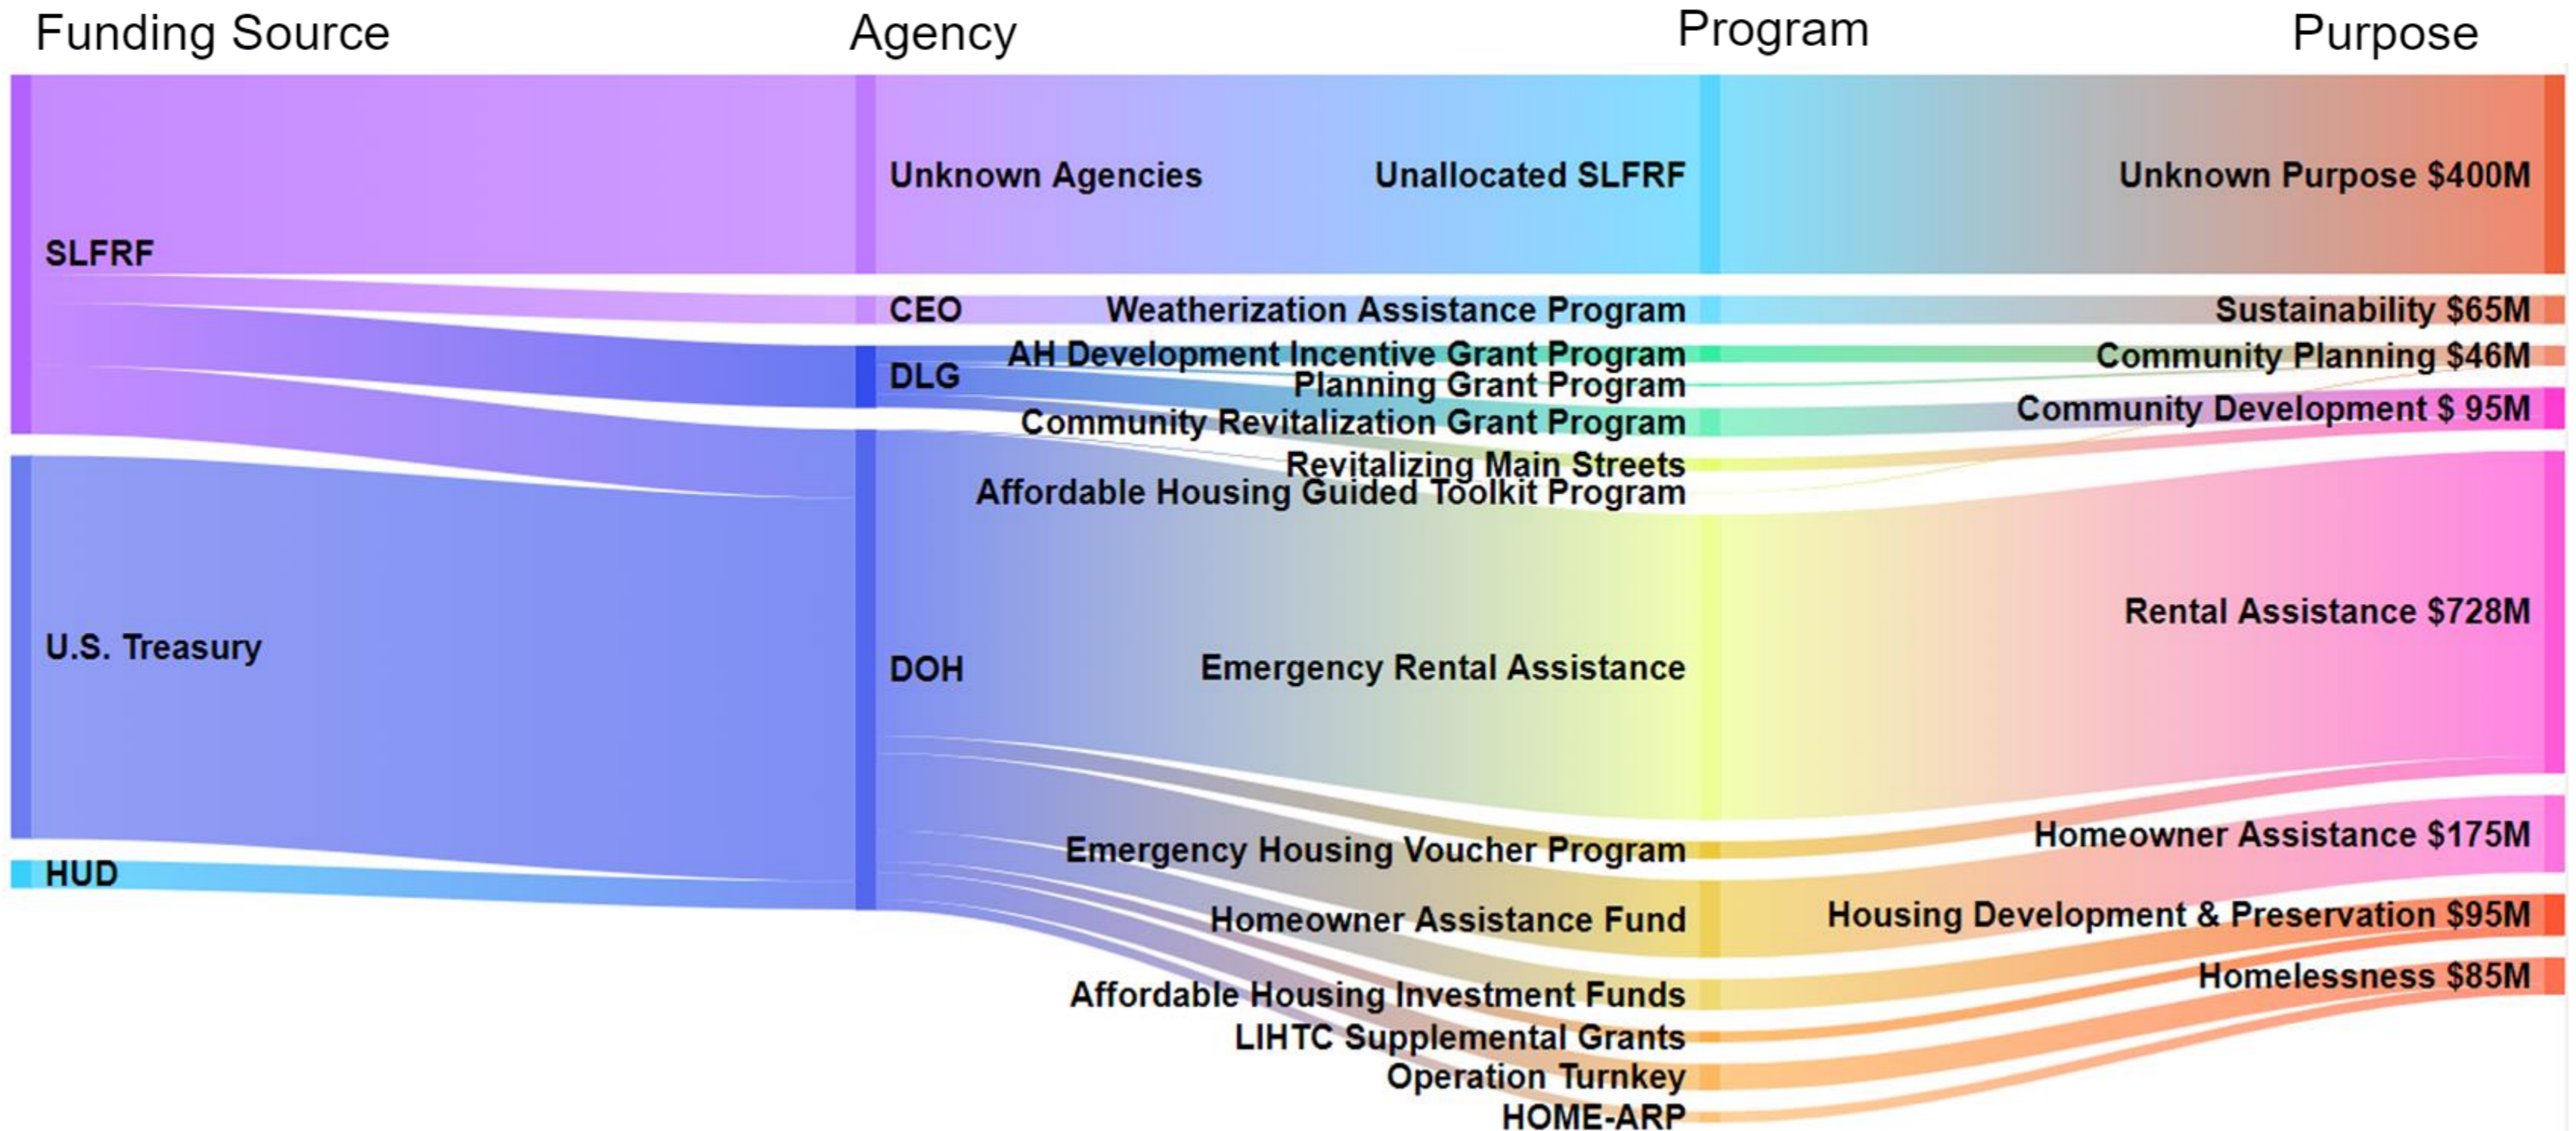 Funding Source
Agency
Program
Purpose
SLFRF
U.S. Treasury
HUD
Unknown Agencies
CEO
DLG
DOH
Unallocated SLFRF
Weatherization Assistance Program
AH Development Incentive Grant Program
Planning Grant Program
Community Revitalization Grant Program
Revitalizing Main Streets
Affordable Housing Guided Toolkit Program
Emergency Rental Assistance
Emergency Housing Voucher Program
Homeowner Assistance Fund
Affordable Housing Investment Funds
LIHTC Supplemental Grants
Operation Turnkey
HOME-ARP
Unknown Purpose $400M
Sustainability $65M
Community Planning $46M
Community Development $ 95M
Rental Assistance $728M
Homeowner Assistance $175M
Housing Development & Preservation $95M
Homelessness $85M